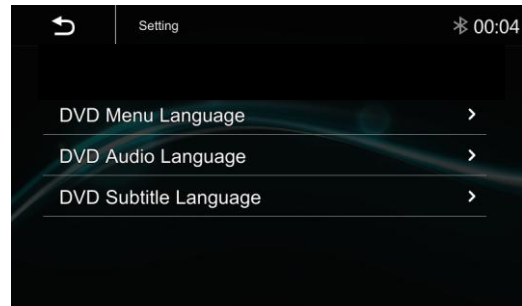 Setting
00:04
DVD Menu Language
DVD Audio Language
DVD Subtitle Language